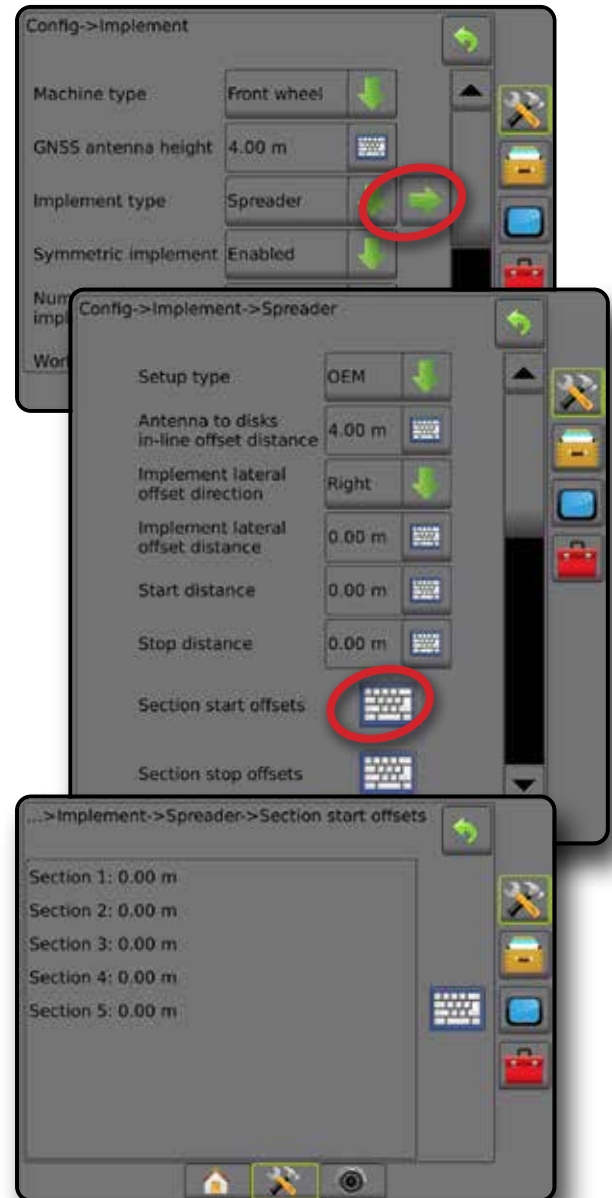 Config->Implement
Machine type Front wheel
GNSS antenna height 4.00 m
Implement type Spreader
Symmetric implement Enabled
Config->Implement->Spreader
Setup type OEM
Antenna to disks
in-line offset distance 4.00 m
Implement lateral
offset direction Right
Implement lateral
offset distance 0.00 m
Start distance 0.00 m
Stop distance 0.00 m
Section start offsets
Section stop offsets
...>Implement->Spreader->Section start offsets
Section 1: 0.00 m
Section 2: 0.00 m
Section 3: 0.00 m
Section 4: 0.00 m
Section 5: 0.00 m